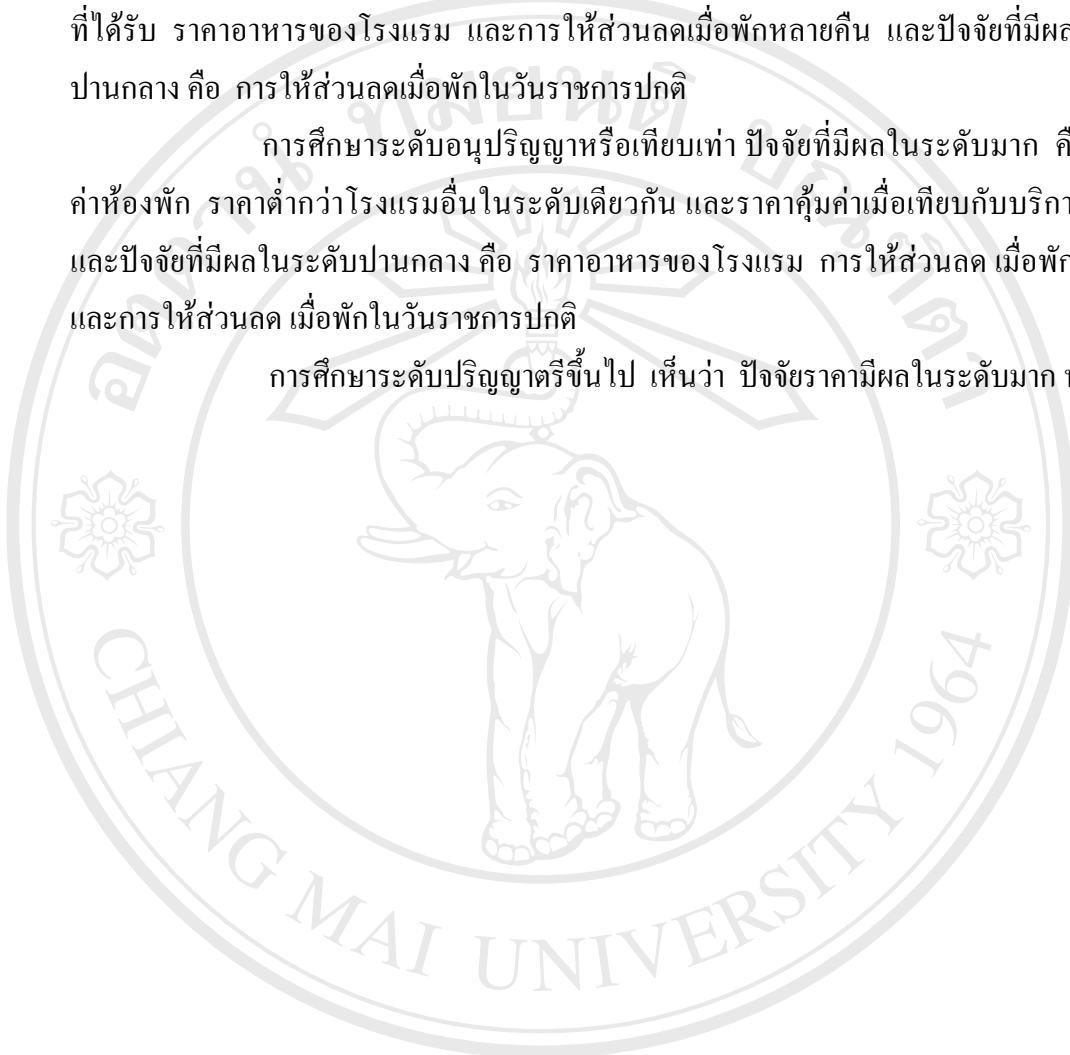 ที่ได้รับ ราคาอาหารของโรงแรม และการให้ส่วนลดเมื่อพักหลายคืน และปัจจัยที่มีผล
ปานกลาง คือ การให้ส่วนลดเมื่อพักในวันราชการปกติ
การศึกษาระดับอนุปริญญาหรือเทียบเท่า ปัจจัยที่มีผลในระดับมาก
ค่าห้องพัก ราคาต่ำกว่าโรงแรมอื่นในระดับเดียวกัน และราคาคุ้มค่าเมื่อเทียบกับ
และปัจจัยที่มีผลในระดับปานกลาง คือ ราคาอาหารของโรงแรม การให้ส่วนลด เมื่อพัก
และการให้ส่วนลด เมื่อพักในวันราชการปกติ
การศึกษาระดับปริญญาตรีขึ้นไป เห็นว่า ปัจจัยราคามีผลในระดับมาก
อตฺตานํ ทมยนฺติ ปณฺฑิตา
CHIANG MAI UNIVERSITY 1964